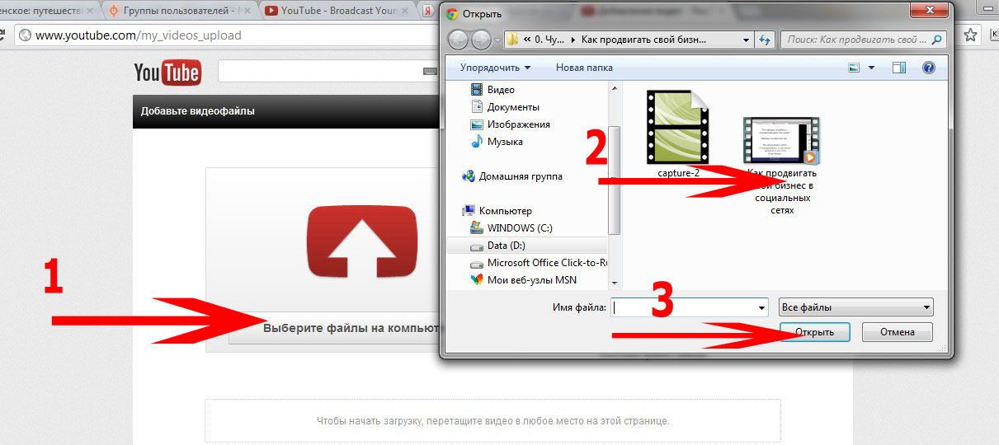 енское: путешеств
Группы пользователей -
YouTube - Broadcast Your
Открыть
www.youtube.com/my_videos_upload
« 0. Чу... Как продвигать свой бизн...
Поиск: Как продвигать свой ...
Упорядочить
Новая папка
YouTube
Добавьте видеофайлы
Видео
Документы
Изображения
Музыка
Домашняя группа
Компьютер
WINDOWS (C:)
Data (D:)
Microsoft Office Click-to-Ru
Мои веб-узлы MSN
2
capture-2
Как продвигать
свой бизнес в
социальных
сетях
1
Выберите файлы на компьют
Имя файла:
3
Все файлы
Открыть
Отмена
Чтобы начать загрузку, перетащите видео в любое место на этой странице.